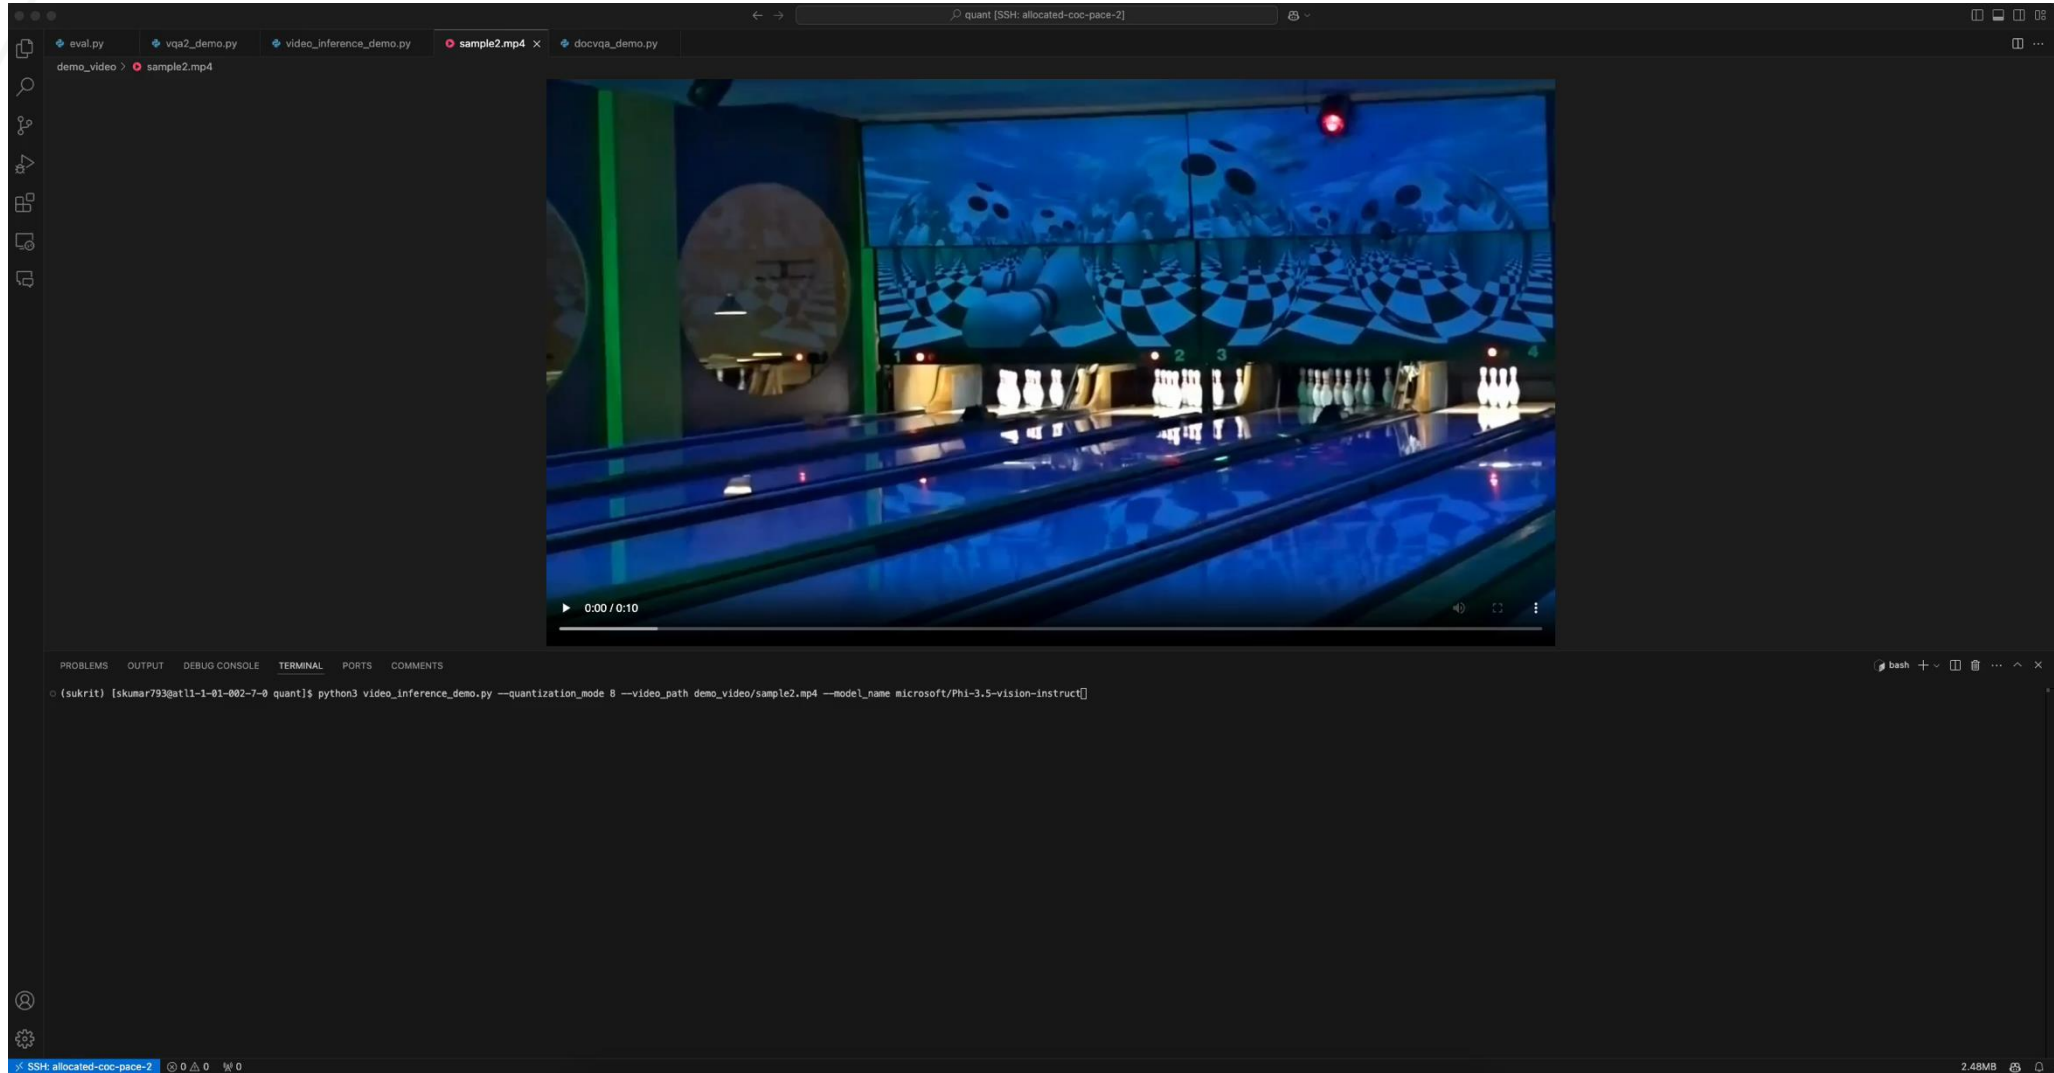 quant [SSH: allocated-coc-pace-2]
eval.py vqa2_demo.py video_inference_demo.py sample2.mp4 docvqa_demo.py
demo_video > sample2.mp4
1 2 3 4
0:00 / 0:10
PROBLEMS OUTPUT DEBUG CONSOLE TERMINAL PORTS COMMENTS bash
(sukrit) [skumar793@atl1-1-01-002-7-0 quant]$ python3 video_inference_demo.py --quantization_mode 8 --video_path demo_video/sample2.mp4 --model_name microsoft/Phi-3.5-vision-instruct
SSH: allocated-coc-pace-2 0 0 0 2.48MB